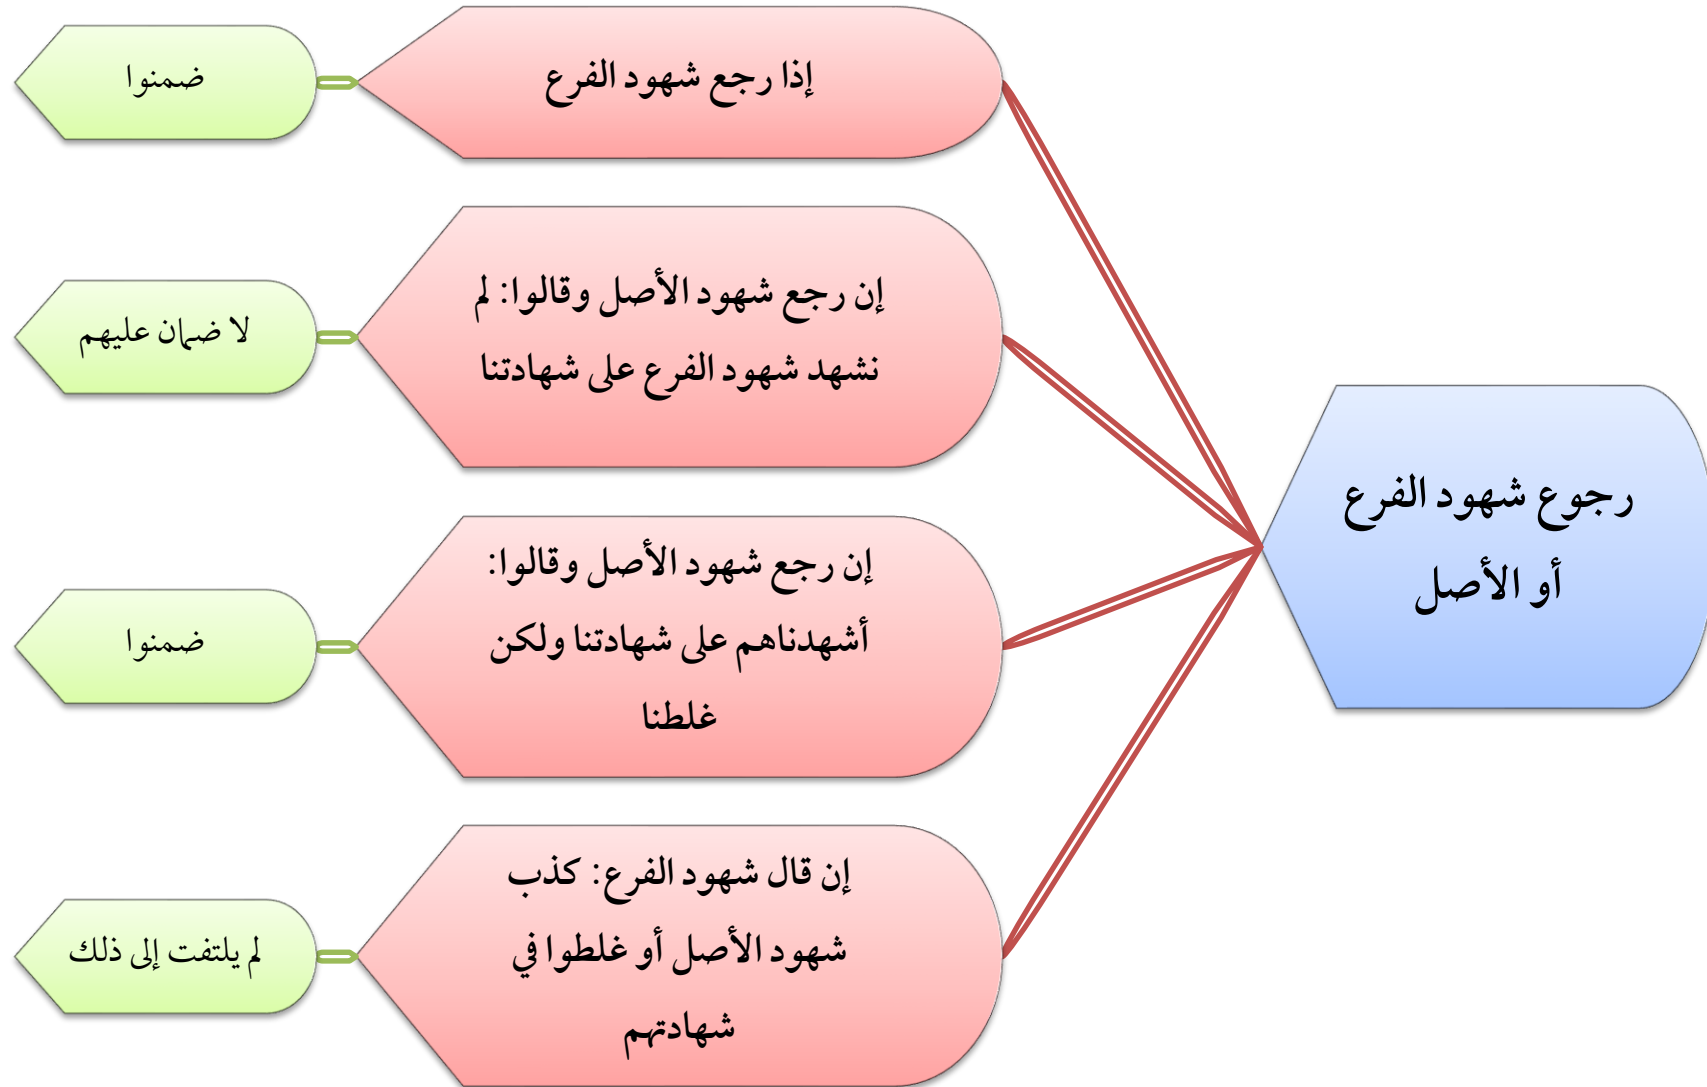 رجوع شهود الفرع
أو الأصل
إذا رجع شهود الفرع
ضمنوا
إن رجع شهود الأصل وقالوا: لم
نشهد شهود الفرع على شهادتنا
لا ضمان عليهم
إن رجع شهود الأصل وقالوا:
أشهدناهم على شهادتنا ولكن
غلطنا
ضمنوا
إن قال شهود الفرع: كذب
شهود الأصل أو غلطوا في
شهادتهم
لم يلتفت إلى ذلك